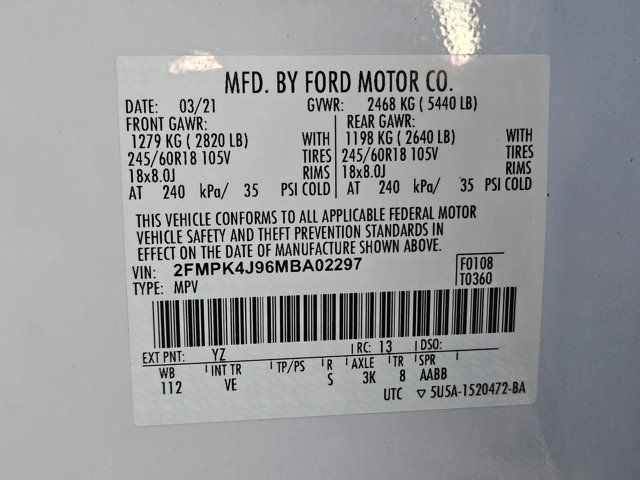 MFD. BY FORD MOTOR CO.
DATE: 03/21 GVWR: 2468 KG ( 5440 LB)
FRONT GAWR: REAR GAWR:
1279 KG ( 2820 LB) WITH 1198 KG ( 2640 LB) WITH
245/60R18 105V TIRES 245/60R18 105V TIRES
18x8.0J RIMS 18x8.0J RIMS
AT 240 kPa/ 35 PSI COLD AT 240 kPa/ 35 PSI COLD
THIS VEHICLE CONFORMS TO ALL APPLICABLE FEDERAL MOTOR
VEHICLE SAFETY AND THEFT PREVENTION STANDARDS IN
EFFECT ON THE DATE OF MANUFACTURE SHOWN ABOVE.
VIN: 2FMPK4J96MBA02297 F0108
TYPE: MPV T0360
EXT PNT: YZ RC: 13 DSO:
WB INT TR TP/PS R AXLE TR SPR
112 VE S 3K 8 AABB
UTC ▽ 5U5A-1520472-BA